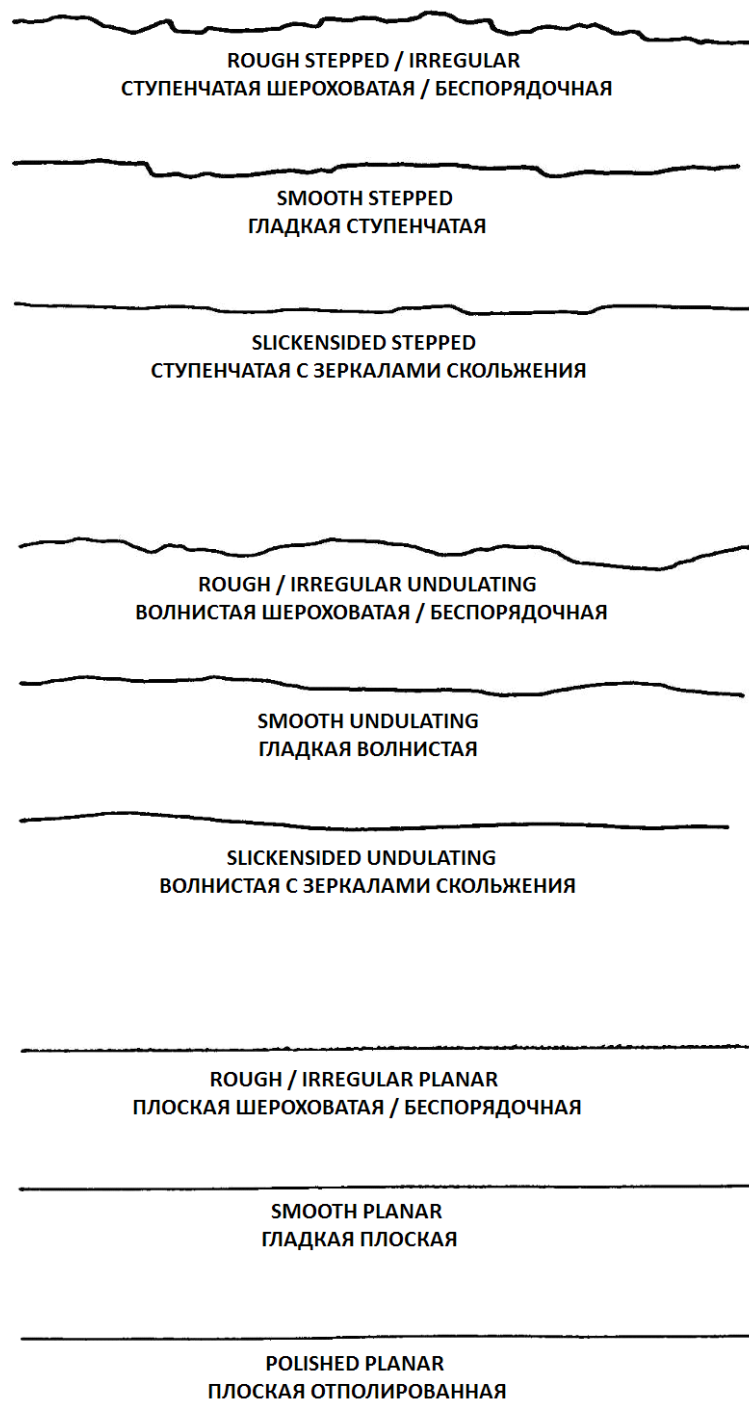 ROUGH STEPPED / IRREGULAR
СТУПЕНЧАТАЯ ШЕРОХОВАТАЯ / БЕСПОРЯДОЧНАЯ
SMOOTH STEPPED
ГЛАДКАЯ СТУПЕНЧАТАЯ
SLICKENSIDED STEPPED
СТУПЕНЧАТАЯ С ЗЕРКАЛАМИ СКОЛЬЖЕНИЯ
ROUGH / IRREGULAR UNDULATING
ВОЛНИСТАЯ ШЕРОХОВАТАЯ / БЕСПОРЯДОЧНАЯ
SMOOTH UNDULATING
ГЛАДКАЯ ВОЛНИСТАЯ
SLICKENSIDED UNDULATING
ВОЛНИСТАЯ С ЗЕРКАЛАМИ СКОЛЬЖЕНИЯ
ROUGH / IRREGULAR PLANAR
ПЛОСКАЯ ШЕРОХОВАТАЯ / БЕСПОРЯДОЧНАЯ
SMOOTH PLANAR
ГЛАДКАЯ ПЛОСКАЯ
POLISHED PLANAR
ПЛОСКАЯ ОТПОЛИРОВАННАЯ